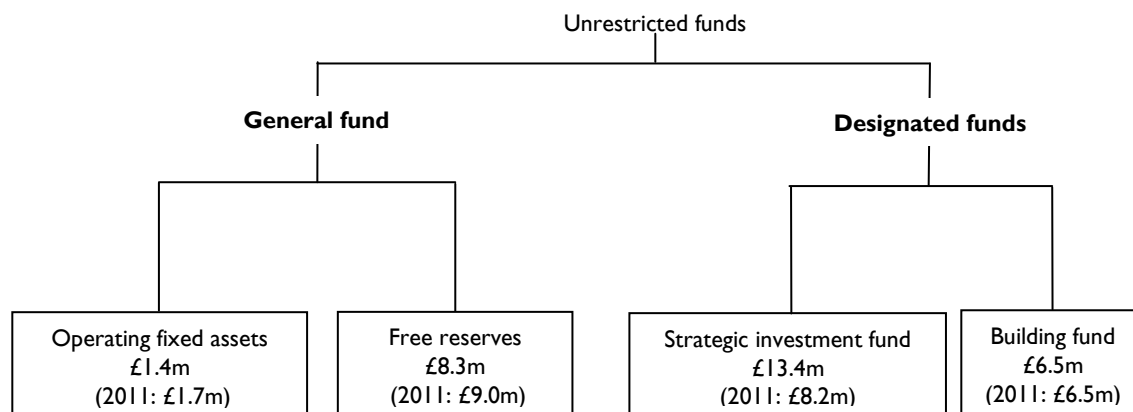 Unrestricted funds
General fund
Designated funds
Operating fixed assets
£1.4m
(2011: £1.7m)
Free reserves
£8.3m
(2011: £9.0m)
Strategic investment fund
£13.4m
(2011: £8.2m)
Building fund
£6.5m
(2011: £6.5m)